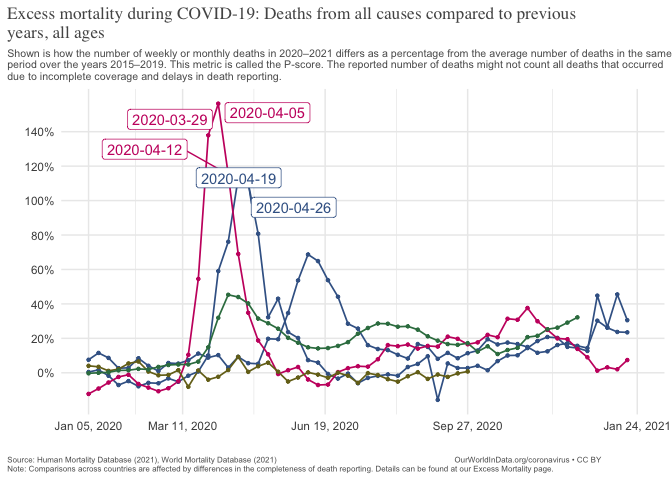 Excess mortality during COVID-19: Deaths from all causes compared to previous
years, all ages
Shown is how the number of weekly or monthly deaths in 2020–2021 differs as a percentage from the average number of deaths in the same
period over the years 2015–2019. This metric is called the P-score. The reported number of deaths might not count all deaths that occurred
due to incomplete coverage and delays in death reporting.
2020-03-29
2020-04-05
2020-04-12
2020-04-19
2020-04-26
140%
120%
100%
80%
60%
40%
20%
0%
Jan 05, 2020
Mar 11, 2020
Jun 19, 2020
Sep 27, 2020
Jan 24, 2021
Source: Human Mortality Database (2021), World Mortality Database (2021)
OurWorldInData.org/coronavirus • CC BY
Note: Comparisons across countries are affected by differences in the completeness of death reporting. Details can be found at our Excess Mortality page.